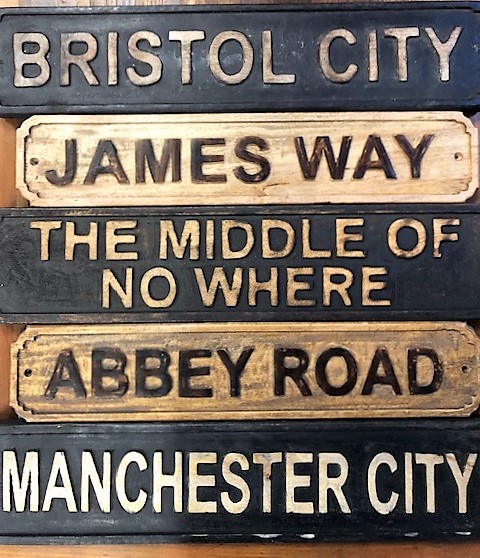 BRISTOL CITY
JAMES WAY
THE MIDDLE OF
NO WHERE
ABBEY ROAD
MANCHESTER CITY